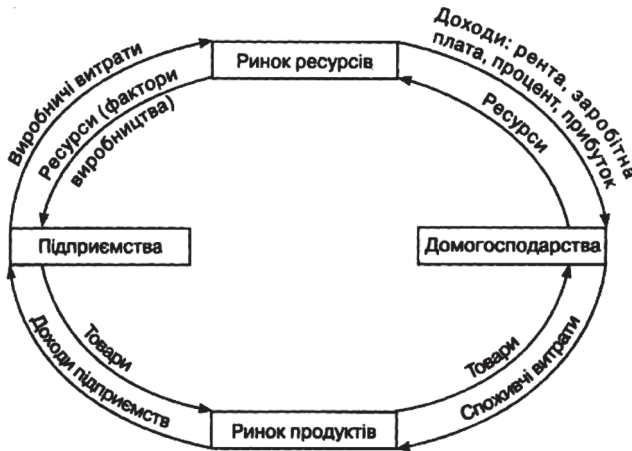 Виробничі витрати
Ресурси (фактори
виробництва)
Ринок ресурсів
Доходи: рента, заробітна
плата, процент, прибуток
Ресурси
Підприємства
Домогосподарства
Доходи підприємств
Товари
Ринок продуктів
Товари
Споживчі витрати